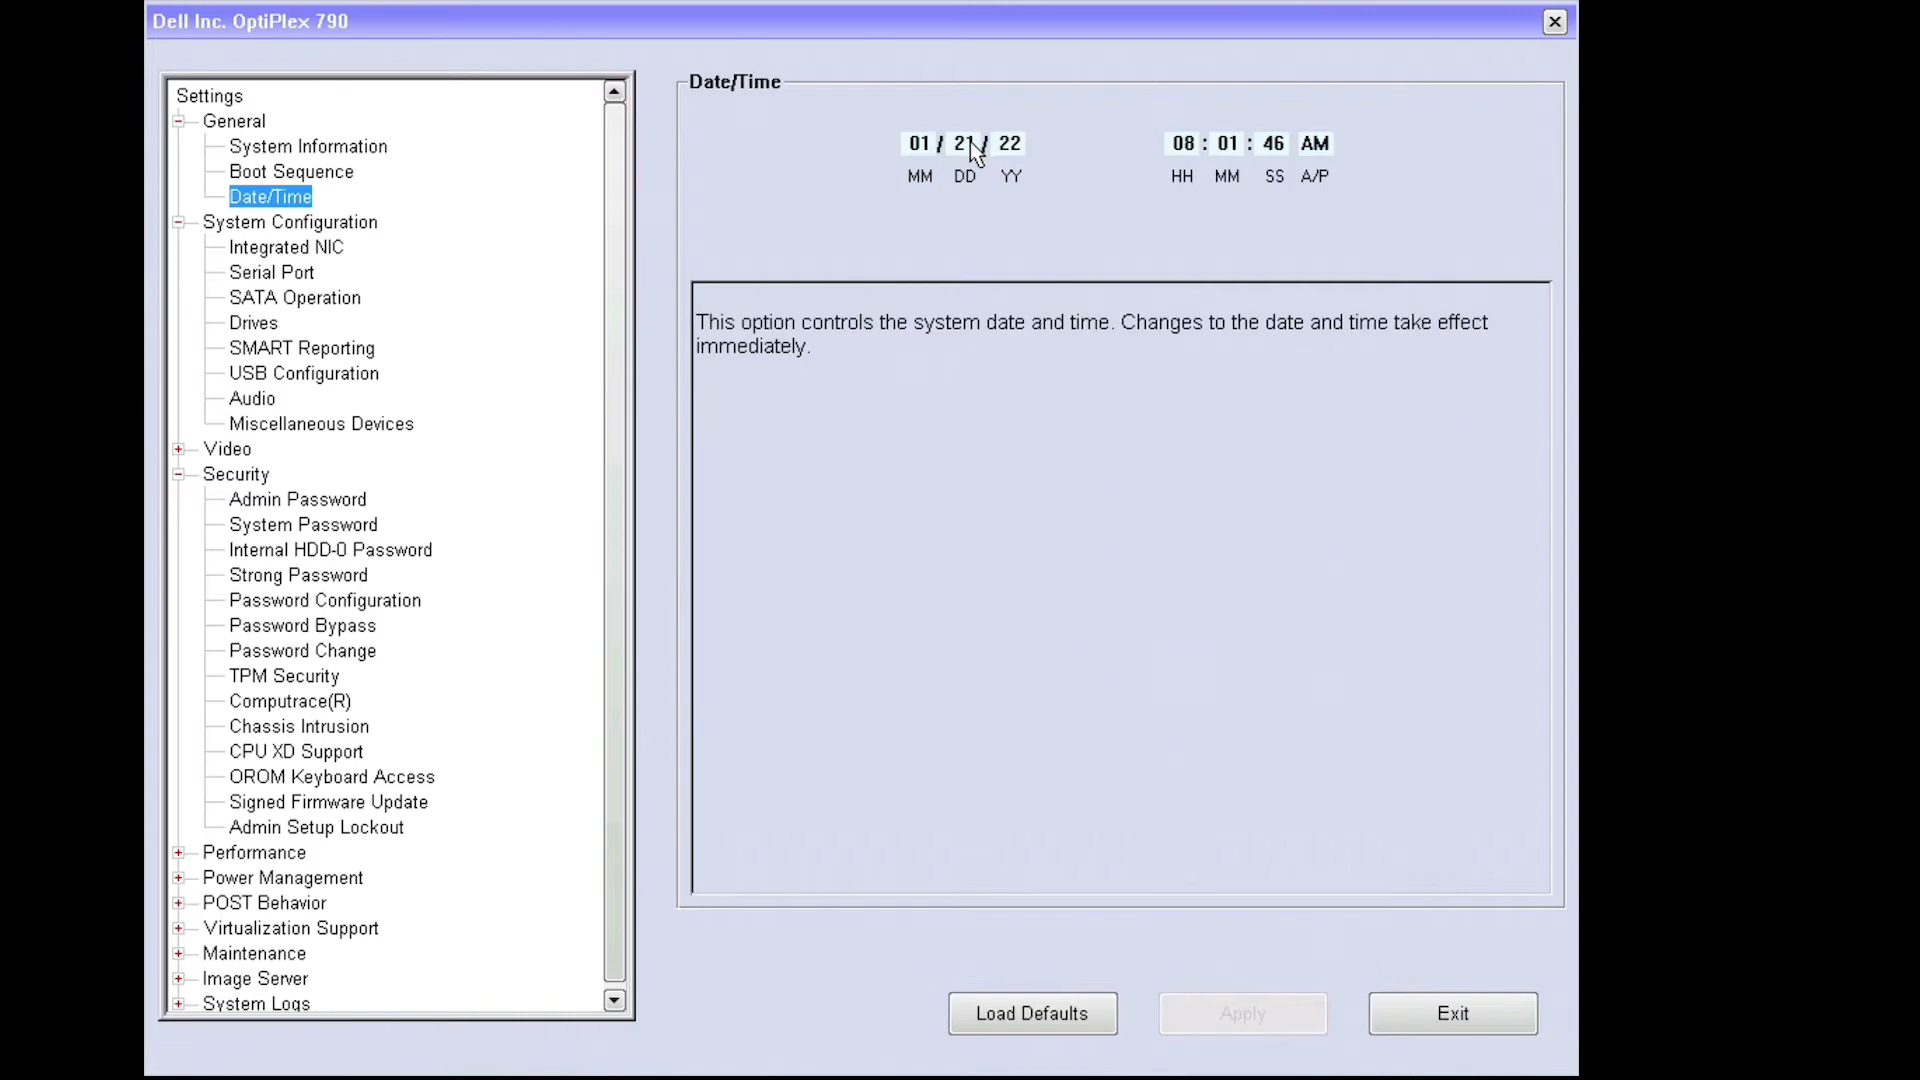 Dell Inc. OptiPlex 790
Settings
General
System Information
Boot Sequence
Date/Time
System Configuration
Integrated NIC
Serial Port
SATA Operation
Drives
SMART Reporting
USB Configuration
Audio
Miscellaneous Devices
Video
Security
Admin Password
System Password
Internal HDD-0 Password
Strong Password
Password Configuration
Password Bypass
Password Change
TPM Security
Computrace(R)
Chassis Intrusion
CPU XD Support
OROM Keyboard Access
Signed Firmware Update
Admin Setup Lockout
Performance
Power Management
POST Behavior
Virtualization Support
Maintenance
Image Server
System Logs
Date/Time
01 / 21 / 22 08 : 01 : 46 AM
MM DD YY HH MM SS A/P
This option controls the system date and time. Changes to the date and time take effect
immediately.
Load Defaults Apply Exit